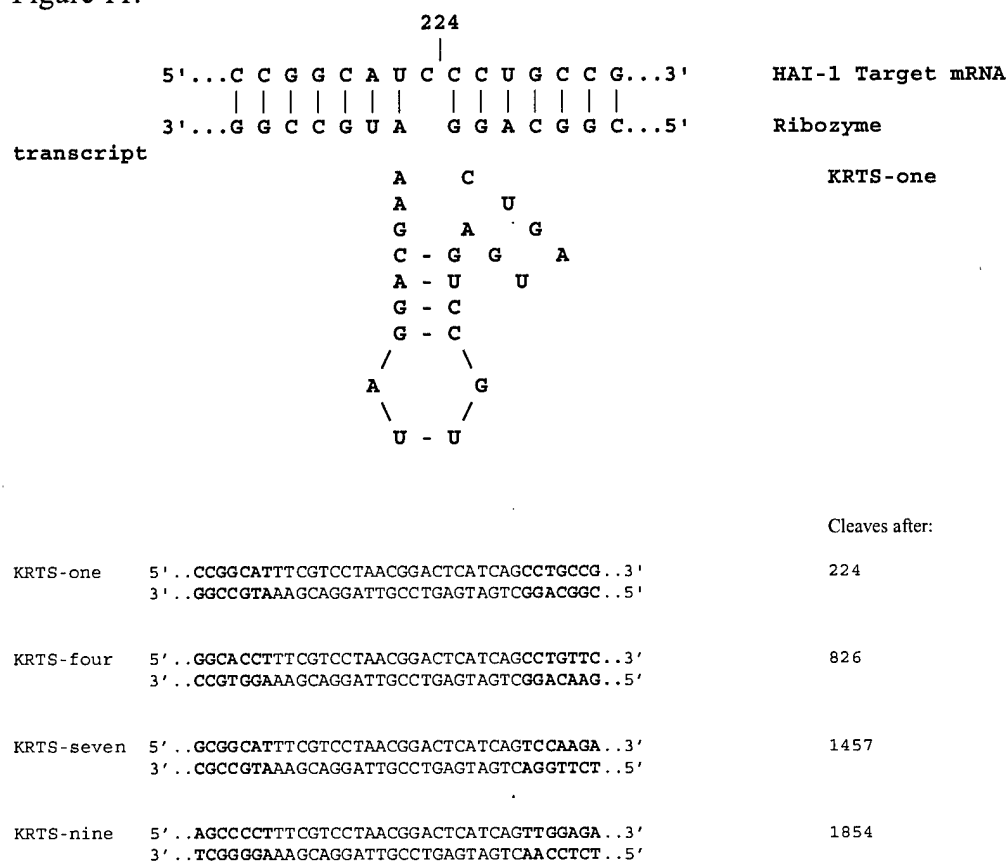 224
5'...C C G G C A U C C C U G C C G...3' HAI-1 Target mRNA
3'...G G C C G U A G G A C G G C...5' Ribozyme
transcript
A C KRTS-one
A U
G A G
C - G G A
A - U U
G - C
G - C
A G
U - U
Cleaves after:
KRTS-one 5'..CCGGCATTTCGTCCTAACGGACTCATCAGCCTGCCG..3' 224
3'..GGCCGTAAAGCAGGATTGCCTGAGTAGTCGGACGGC..5'
KRTS-four 5'..GGCACCTTTCGTCCTAACGGACTCATCAGCCTGTTC..3' 826
3'..CCGTGGAAAGCAGGATTGCCTGAGTAGTCGGACAAG..5'
KRTS-seven 5'..GCGGCATTTCGTCCTAACGGACTCATCAGTCCAAGA..3' 1457
3'..CGCCGTAAAGCAGGATTGCCTGAGTAGTCAGGTTCT..5'
KRTS-nine 5'..AGCCCCTTTCGTCCTAACGGACTCATCAGTTGGAGA..3' 1854
3'..TCGGGGAAAGCAGGATTGCCTGAGTAGTCAACCTCT..5'